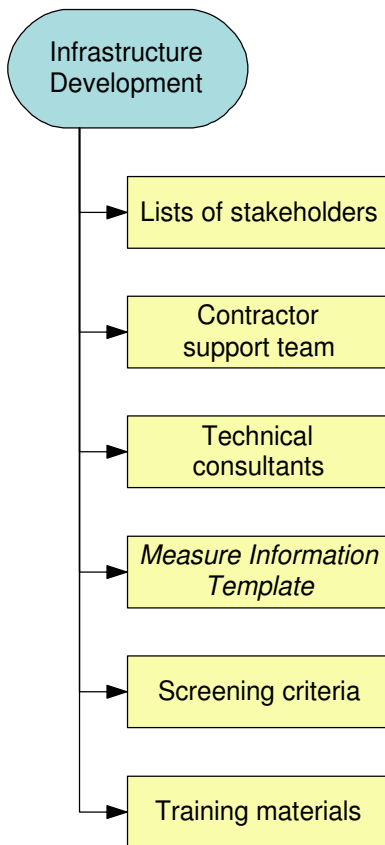 Infrastructure
Development
Lists of stakeholders
Contractor
support team
Technical
consultants
Measure Information
Template
Screening criteria
Training materials